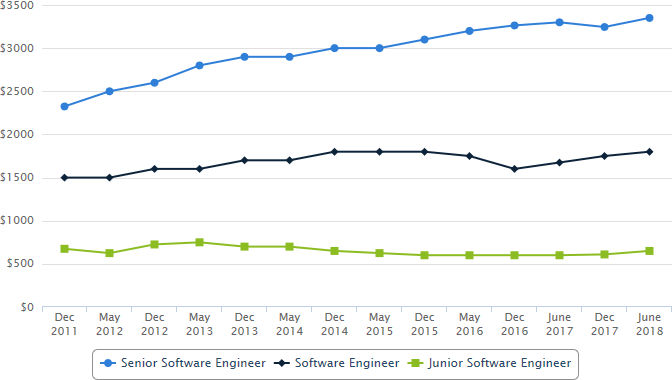 $3500
$3000
$2500
$2000
$1500
$1000
$500
$0
Dec May Dec May Dec May Dec May Dec May Dec June Dec June
2011 2012 2012 2013 2013 2014 2014 2015 2015 2016 2016 2017 2017 2018
Senior Software Engineer Software Engineer Junior Software Engineer